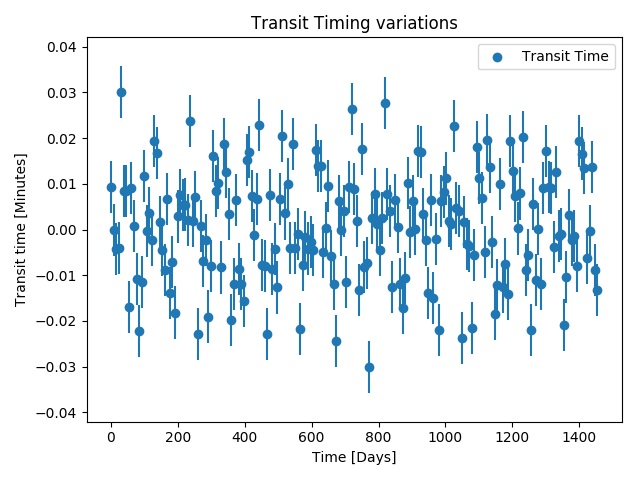 Transit Timing variations
Transit Time
0.04
0.03
0.02
0.01
0.00
−0.01
−0.02
−0.03
−0.04
Transit time [Minutes]
0 200 400 600 800 1000 1200 1400
Time [Days]